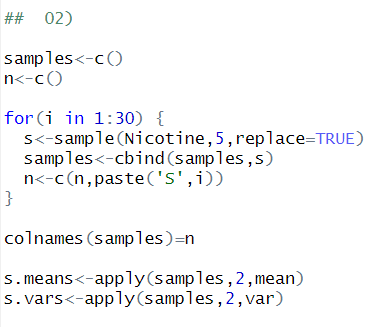 ##  02)
samples<-c()
n<-c()
for(i in 1:30) {
  s<-sample(Nicotine,5,replace=TRUE)
  samples<-cbind(samples,s)
  n<-c(n,paste('S',i))
}
colnames(samples)=n
s.means<-apply(samples,2,mean)
s.vars<-apply(samples,2,var)